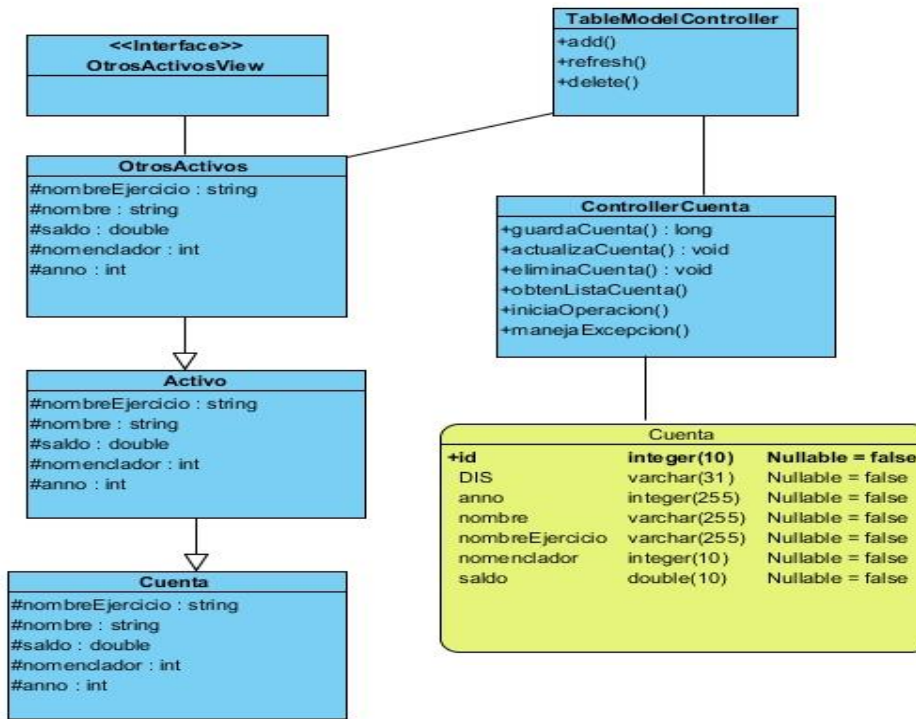 <<Interface>>
OtrosActivosView
TableModelController
+add()
+refresh()
+delete()
OtrosActivos
#nombreEjercicio : string
#nombre : string
#saldo : double
#nomenclador : int
#anno : int
ControllerCuenta
+guardaCuenta() : long
+actualizaCuenta() : void
+eliminaCuenta() : void
+obtenListaCuenta()
+iniciaOperacion()
+manejaExcepcion()
Activo
#nombreEjercicio : string
#nombre : string
#saldo : double
#nomenclador : int
#anno : int
Cuenta
+id integer(10) Nullable = false
DIS varchar(31) Nullable = false
anno integer(255) Nullable = false
nombre varchar(255) Nullable = false
nombreEjercicio varchar(255) Nullable = false
nomenclador integer(10) Nullable = false
saldo double(10) Nullable = false
Cuenta
#nombreEjercicio : string
#nombre : string
#saldo : double
#nomenclador : int
#anno : int